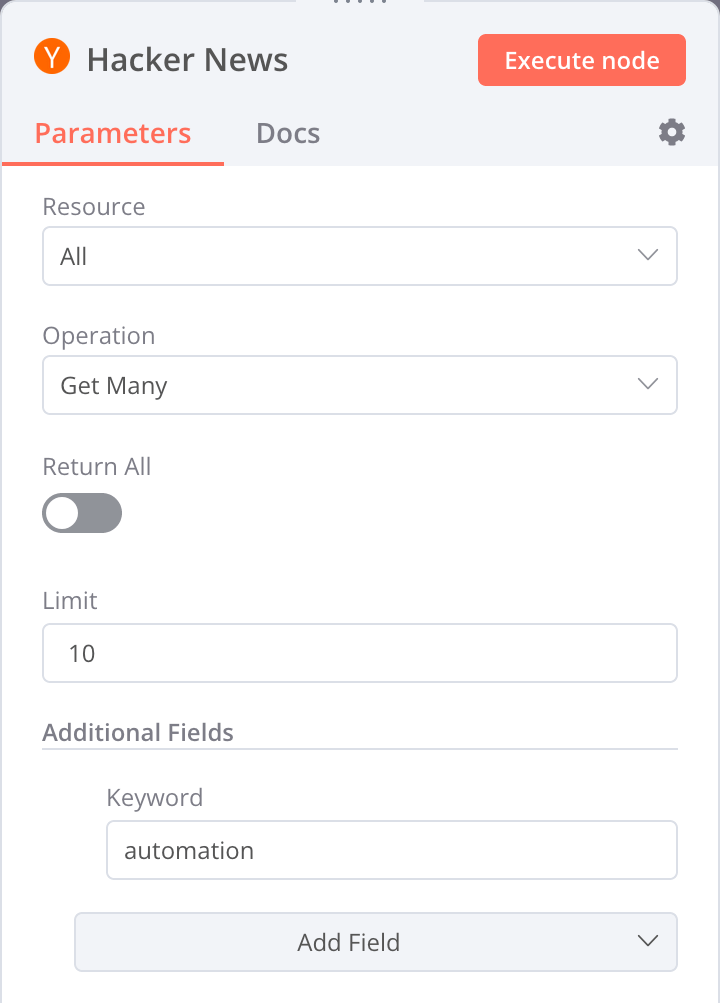 Y Hacker News Execute node
Parameters Docs
Resource
All
Operation
Get Many
Return All
Limit
10
Additional Fields
Keyword
automation
Add Field